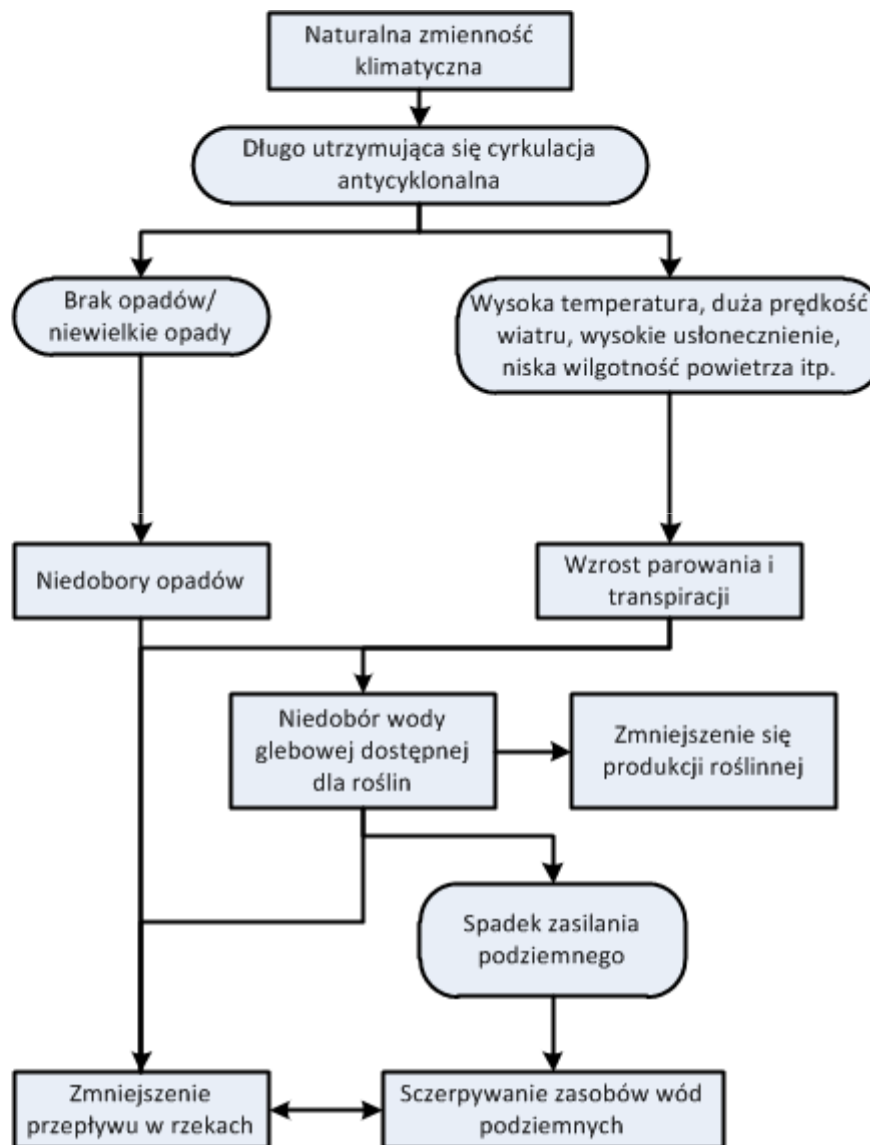 Naturalna zmienność
klimatyczna
Długo utrzymująca się cyrkulacja
antycyklonalna
Brak opadów/
niewielkie opady
Wysoka temperatura, duża prędkość
wiatru, wysokie usłonecznienie,
niska wilgotność powietrza itp.
Niedobory opadów
Wzrost parowania i
transpiracji
Niedobór wody
glebowej dostępnej
dla roślin
Zmniejszenie się
produkcji roślinnej
Spadek zasilania
podziemnego
Zmniejszenie
przepływu w rzekach
Sczerpywanie zasobów wód
podziemnych